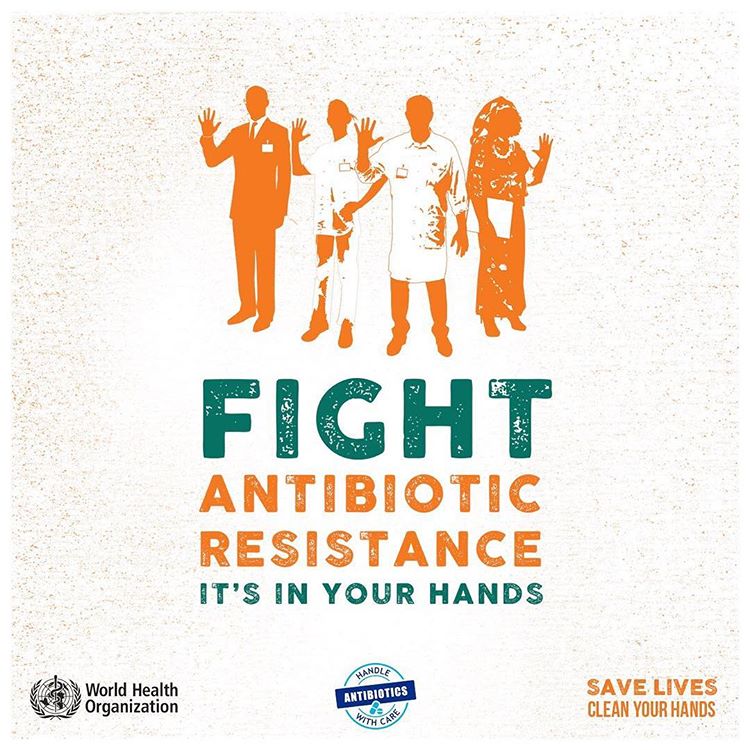 FIGHT
ANTIBIOTIC
RESISTANCE
IT'S IN YOUR HANDS
World Health
Organization
HANDLE
ANTIBIOTICS
WITH CARE
SAVE LIVES
CLEAN YOUR HANDS